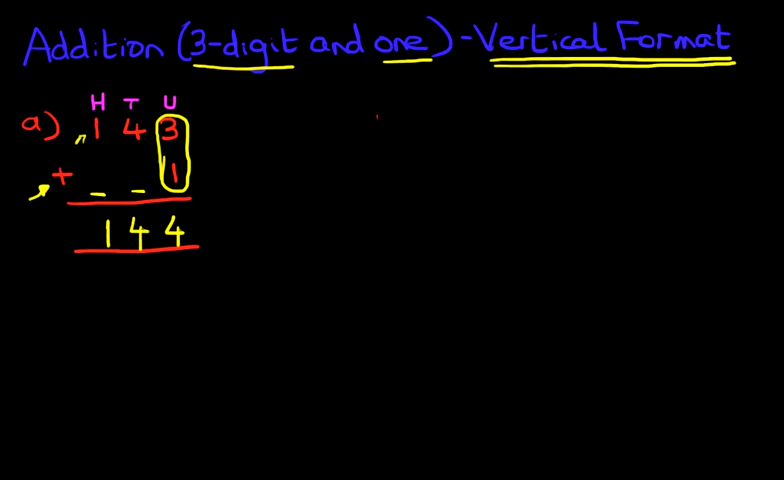 Addition (3-digit and one) - Vertical Format
H T U
a) 1 4 3
+ - - 1
1 4 4